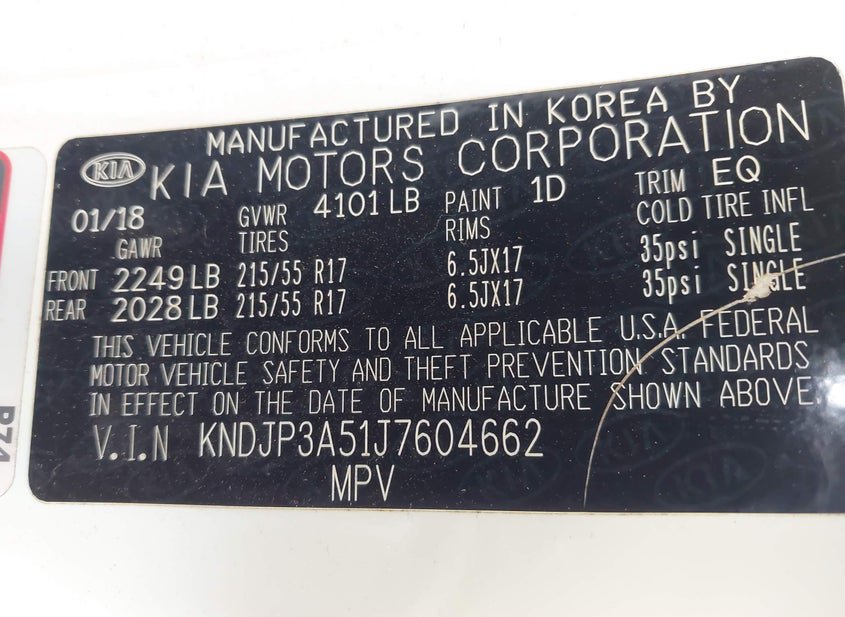 MANUFACTURED IN KOREA BY
KIA KIA MOTORS CORPORATION
01/18 GVWR 4101 LB PAINT 1D TRIM EQ
GAWR TIRES RIMS COLD TIRE INFL
FRONT 2249 LB 215/55 R17 6.5JX17 35psi SINGLE
REAR 2028 LB 215/55 R17 6.5JX17 35psi SINGLE
THIS VEHICLE CONFORMS TO ALL APPLICABLE U.S.A. FEDERAL
MOTOR VEHICLE SAFETY AND THEFT PREVENTION STANDARDS
IN EFFECT ON THE DATE OF MANUFACTURE SHOWN ABOVE.
V.I.N KNDJP3A51J7604662
MPV